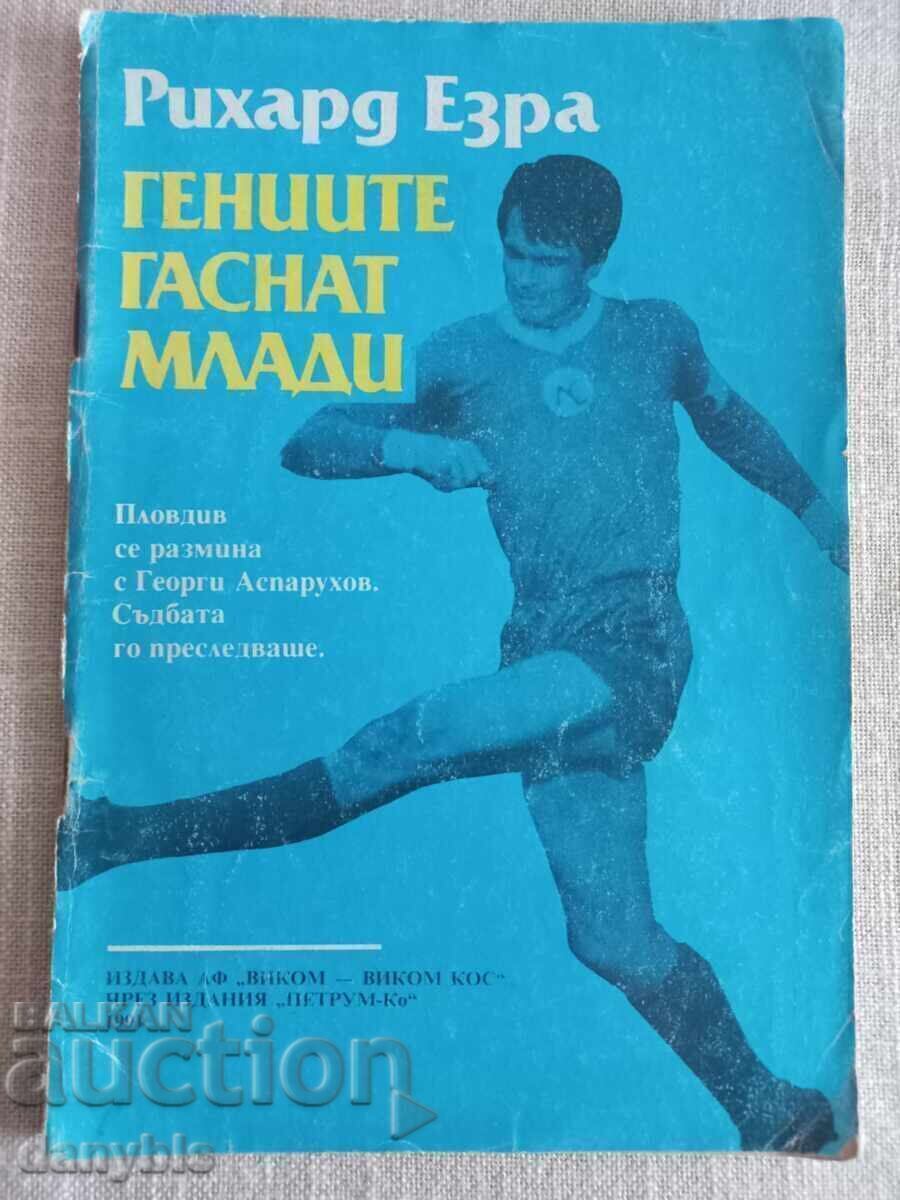 Рихард Езра
ГЕНИИТЕ
ГАСНАТ
МЛАДИ
Пловдив
се размина
с Георги Аспарухов.
Съдбата
го преследваше.
ИЗДАВА АФ „ВИКОМ — ВИКОМ КОС“
ЧРЕЗ ИЗДАНИЯ „ПЕТРУМ-Ко“
BALKAN
auction
danybls